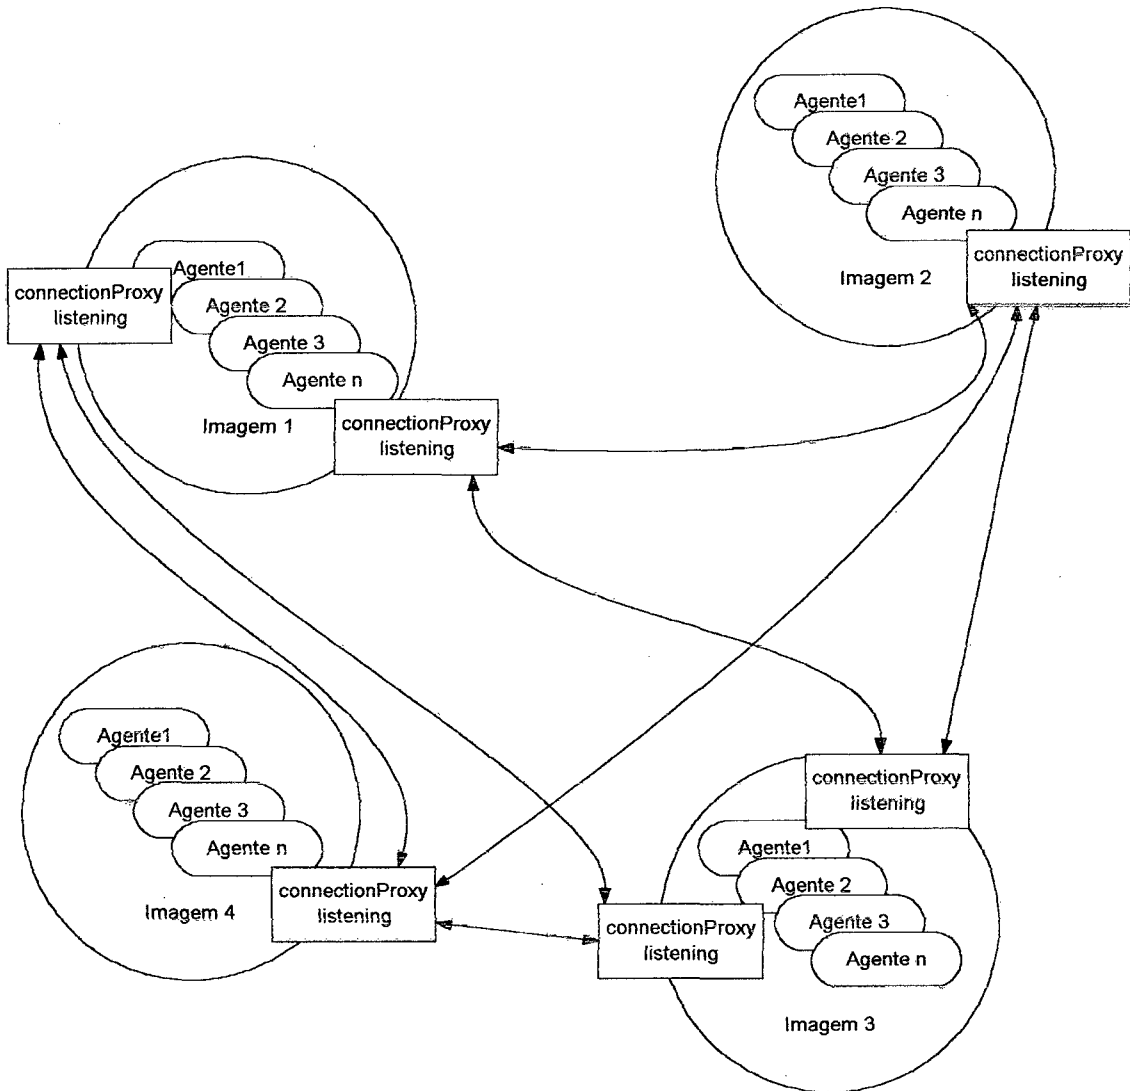 Agente1
Agente 2
Agente 3
Agente n
Imagem 2
connectionProxy
listening
connectionProxy
listening
Agente1
Agente 2
Agente 3
Agente n
Imagem 1
connectionProxy
listening
Agente1
Agente 2
Agente 3
Agente n
Imagem 4
connectionProxy
listening
connectionProxy
listening
Agente1
Agente 2
Agente 3
Agente n
connectionProxy
listening
Imagem 3